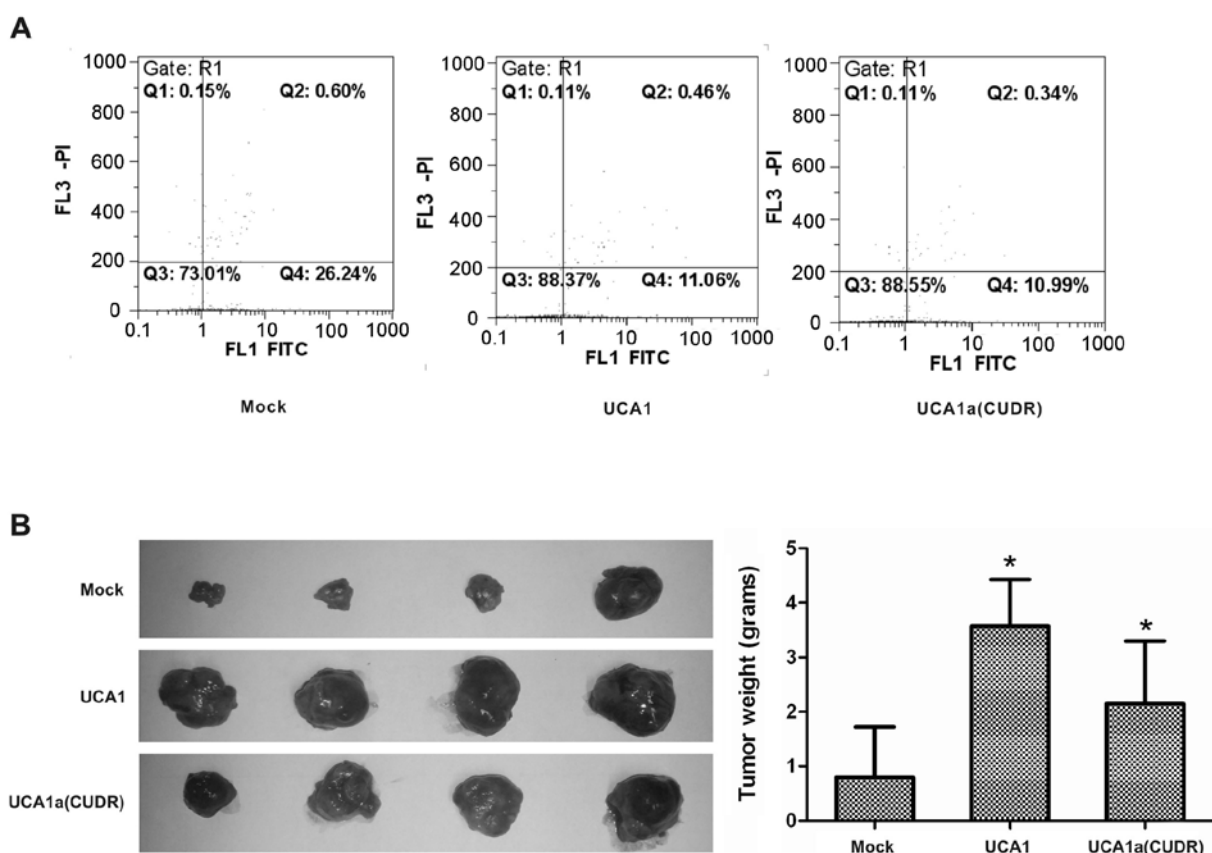 A
Gate: R1
Q1: 0.15% Q2: 0.60%
Q3: 73.01% Q4: 26.24%
FL3 -PI
1000
800
600
400
200
0
0.1 1 10 100 1000
FL1 FITC
Mock
Gate: R1
Q1: 0.11% Q2: 0.46%
Q3: 88.37% Q4: 11.06%
FL3 -PI
1000
800
600
400
200
0
0.1 1 10 100 1000
FL1 FITC
UCA1
Gate: R1
Q1: 0.11% Q2: 0.34%
Q3: 88.55% Q4: 10.99%
FL3 -PI
1000
800
600
400
200
0
0.1 1 10 100 1000
FL1 FITC
UCA1a(CUDR)
B
Mock
UCA1
UCA1a(CUDR)
Tumor weight (grams)
5
4
3
2
1
0
* *
Mock UCA1 UCA1a(CUDR)